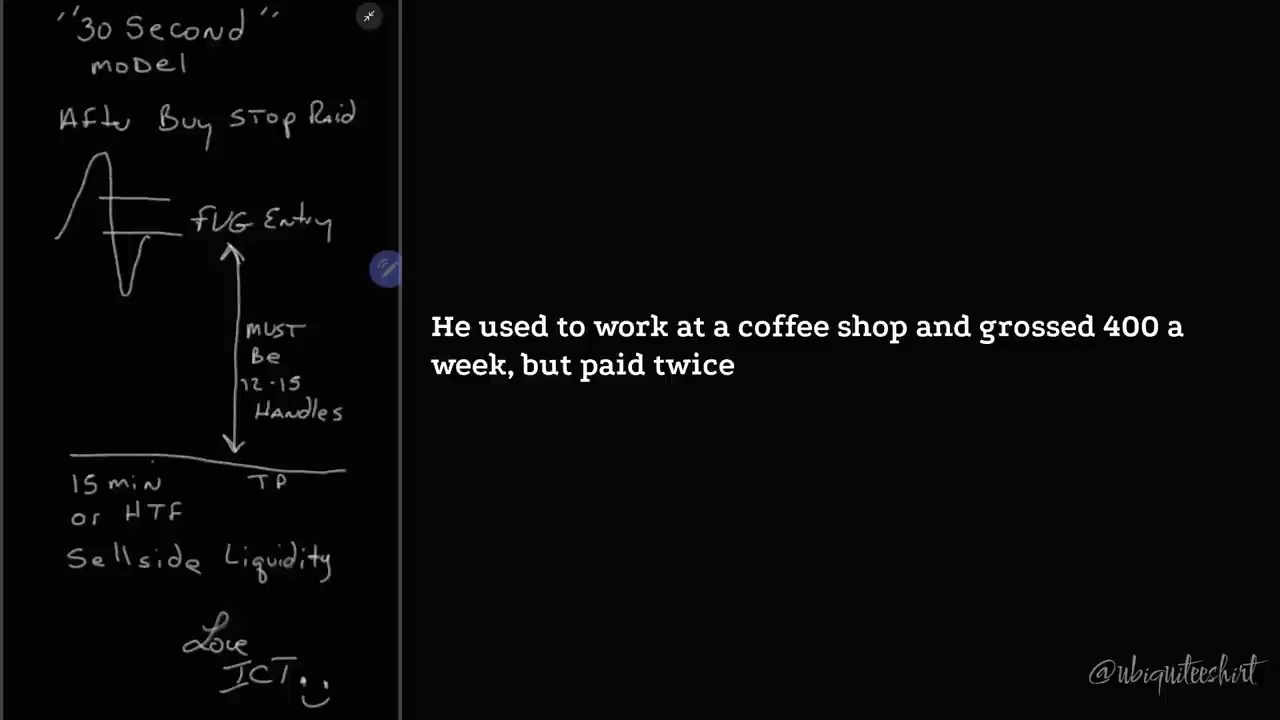 "30 Second"
MODEl
After Buy STop Raid
FVG Entry
MUST
Be
12-15
HANDles
15 min
TP
or HTF
Sellside Liquidity
Love
ICT
He used to work at a coffee shop and grossed 400 a
week, but paid twice
@ubiquiteeshirt